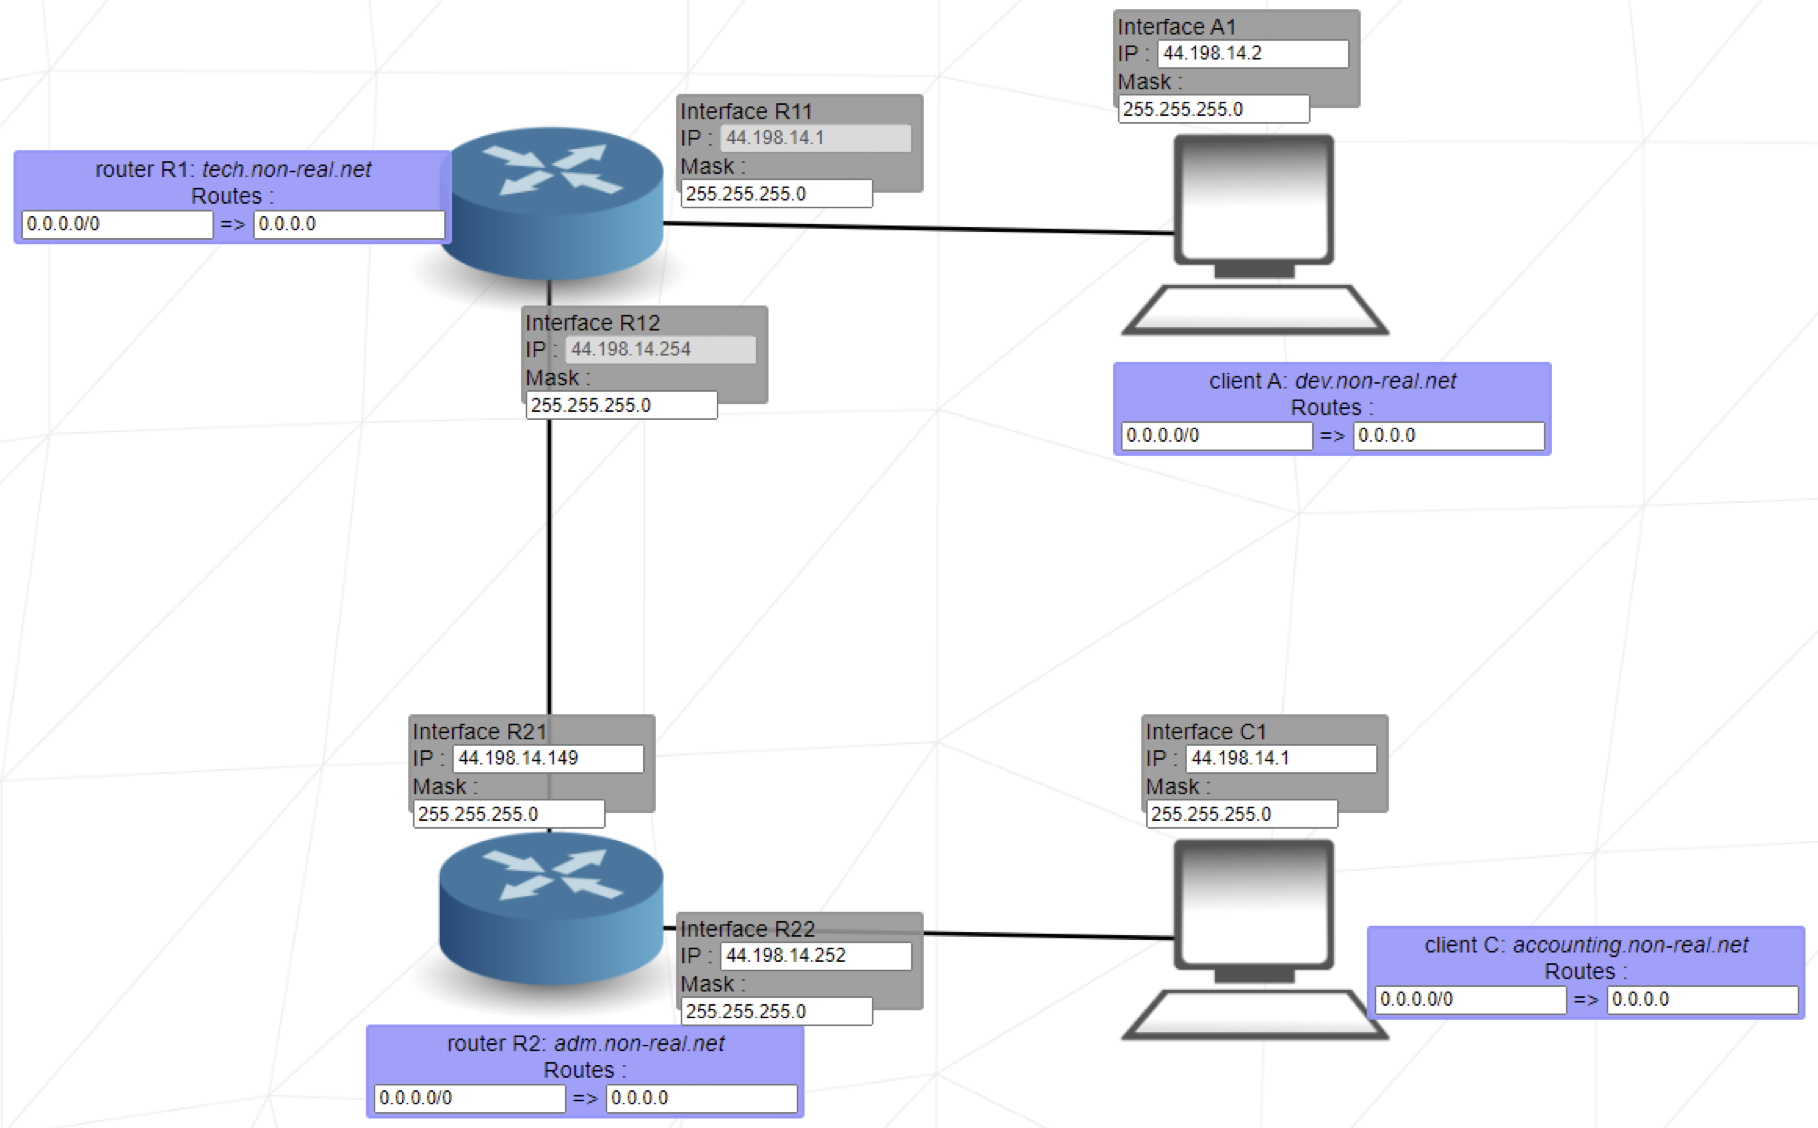 Interface A1
IP : 44.198.14.2
Mask :
255.255.255.0
Interface R11
IP : 44.198.14.1
Mask :
255.255.255.0
router R1: tech.non-real.net
Routes :
0.0.0.0/0 => 0.0.0.0
Interface R12
IP : 44.198.14.254
Mask :
255.255.255.0
client A: dev.non-real.net
Routes :
0.0.0.0/0 => 0.0.0.0
Interface R21
IP : 44.198.14.149
Mask :
255.255.255.0
Interface C1
IP : 44.198.14.1
Mask :
255.255.255.0
Interface R22
IP : 44.198.14.252
Mask :
255.255.255.0
client C: accounting.non-real.net
Routes :
0.0.0.0/0 => 0.0.0.0
router R2: adm.non-real.net
Routes :
0.0.0.0/0 => 0.0.0.0